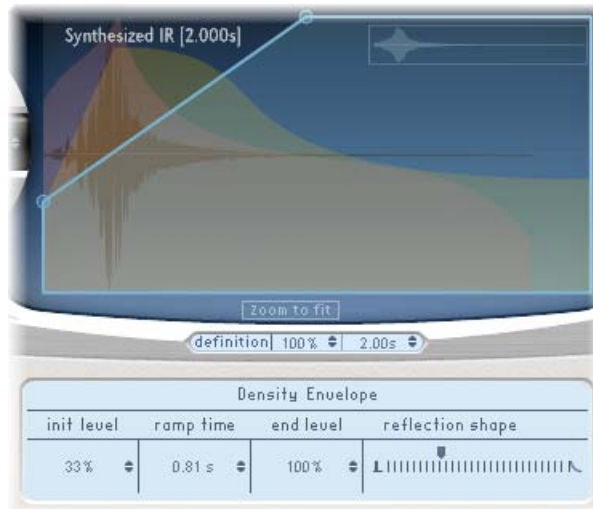 Synthesized IR [2.000s]
Zoom to fit
definition 100% 2.00s
Density Envelope
init level ramp time end level reflection shape
33% 0.81 s 100%